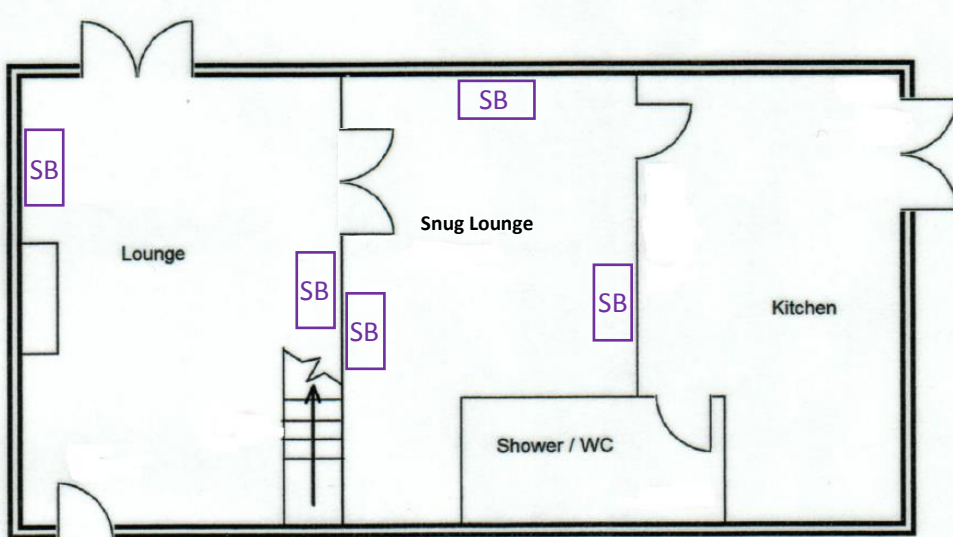 SB
SB
Snug Lounge
Lounge
SB
SB
SB
Kitchen
Shower / WC